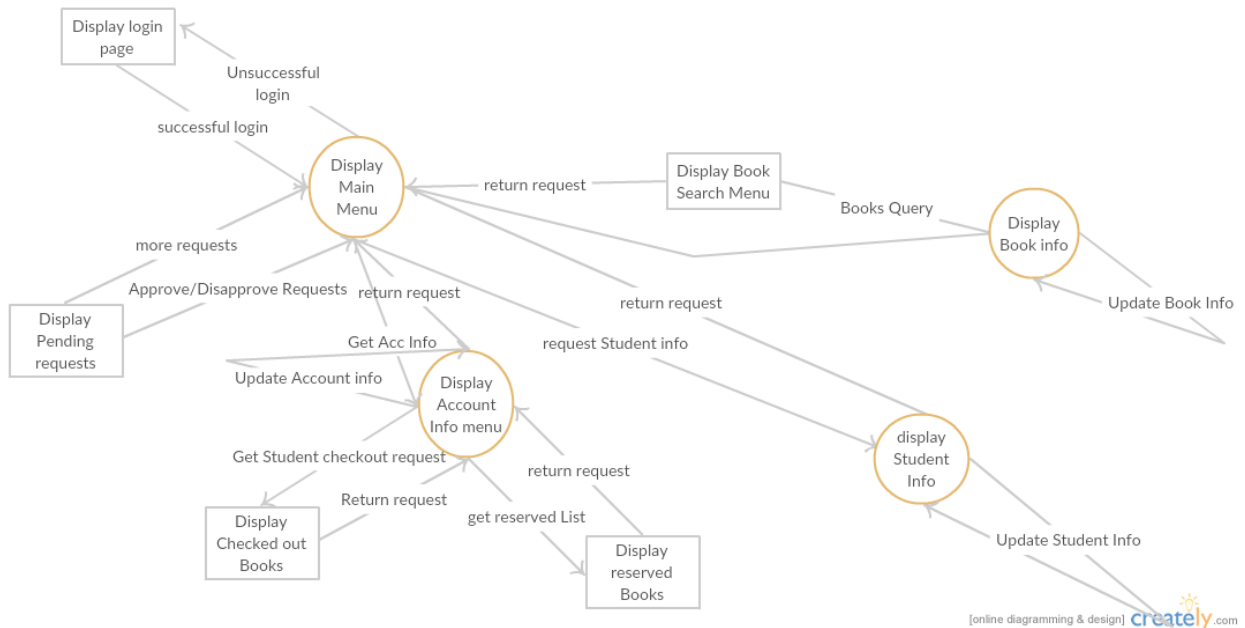 Display login
page
Unsuccessful
login
successful login
Display
Main
Menu
return request
Display Book
Search Menu
Books Query
Display
Book info
more requests
Approve/Disapprove Requests
return request
return request
Update Book Info
Display
Pending
requests
Get Acc Info
request Student info
Update Account info
Display
Account
Info menu
display
Student
Info
Get Student checkout request
return request
Return request
get reserved List
Update Student Info
Display
Checked out
Books
Display
reserved
Books
[online diagramming & design] creately.com